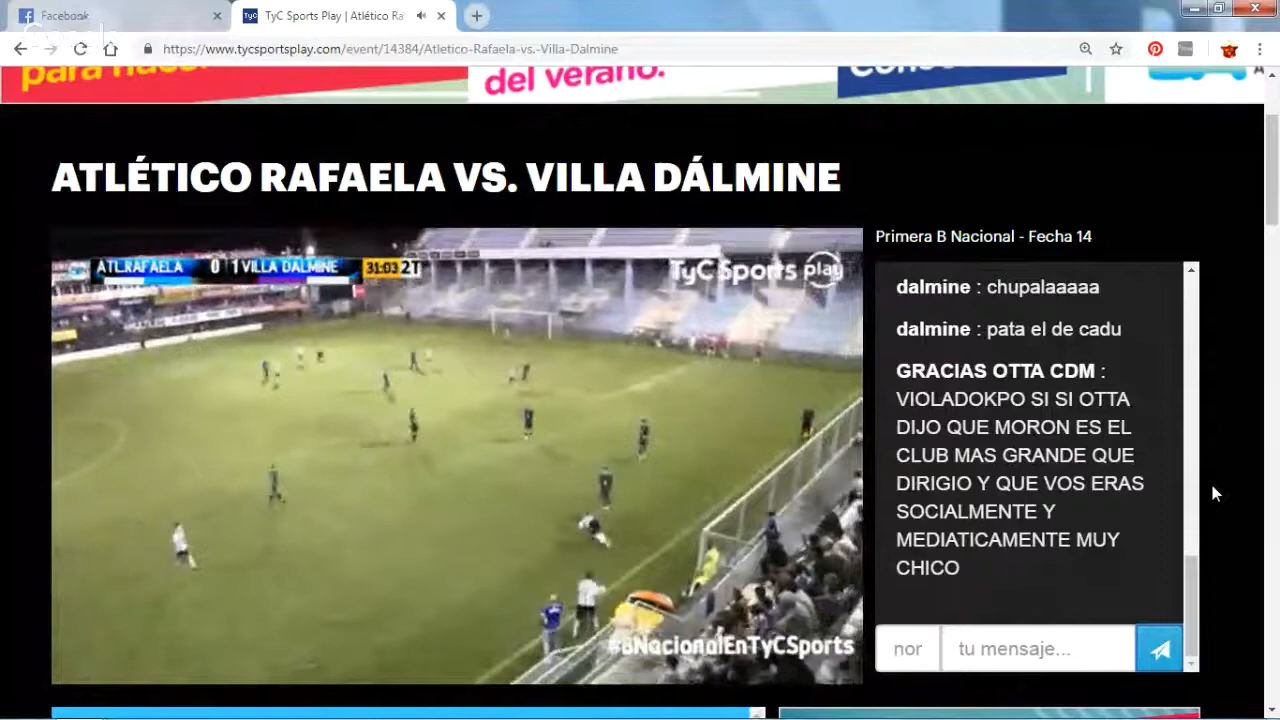 Facebook
TyC Sports Play | Atlético Ra
https://www.tycsportsplay.com/event/14384/Atletico-Rafaela-vs.-Villa-Dalmine
del verano.
ATLÉTICO RAFAELA VS. VILLA DÁLMINE
ATL.RAFAELA 0 1 VILLA DALMINE 31:03 2T
TyC Sports play
#BNacionalEnTyCSports
Primera B Nacional - Fecha 14
dalmine : chupalaaaaa
dalmine : pata el de cadu
GRACIAS OTTA CDM :
VIOLADOKPO SI SI OTTA
DIJO QUE MORON ES EL
CLUB MAS GRANDE QUE
DIRIGIO Y QUE VOS ERAS
SOCIALMENTE Y
MEDIATICAMENTE MUY
CHICO
nor
tu mensaje...